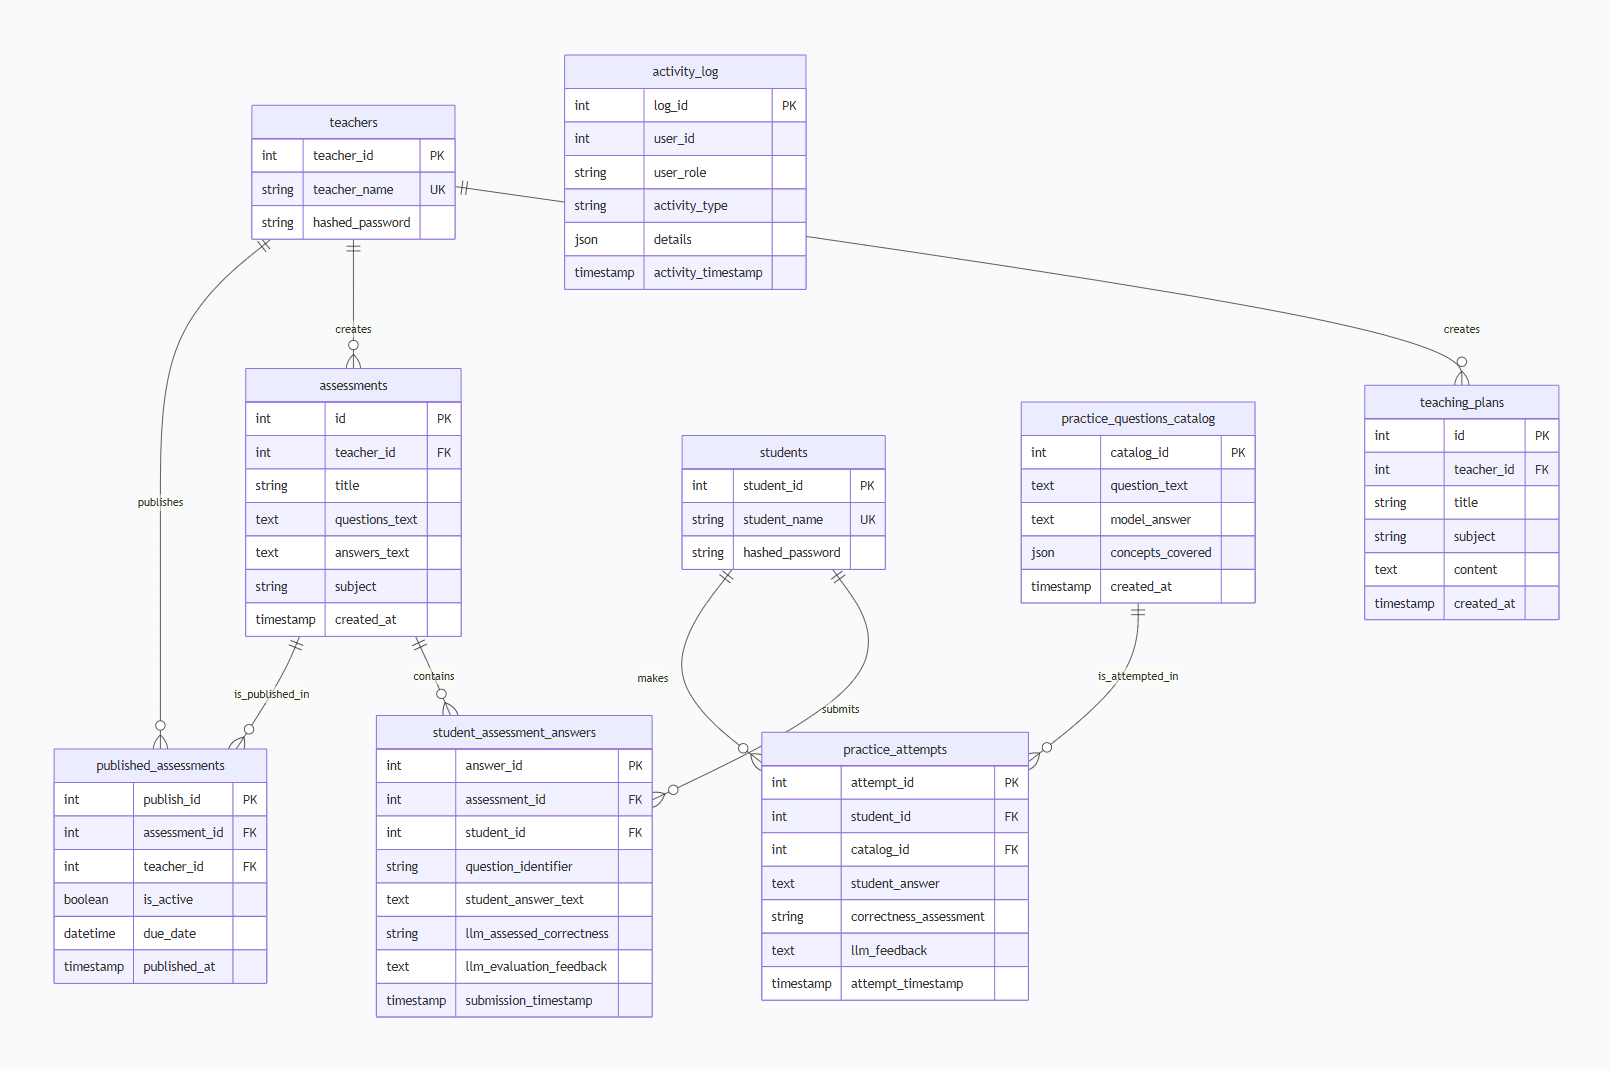 activity_log
int log_id PK
int user_id
string user_role
string activity_type
json details
timestamp activity_timestamp
teachers
int teacher_id PK
string teacher_name UK
string hashed_password
creates
creates
publishes
assessments
int id PK
int teacher_id FK
string title
text questions_text
text answers_text
string subject
timestamp created_at
students
int student_id PK
string student_name UK
string hashed_password
practice_questions_catalog
int catalog_id PK
text question_text
text model_answer
json concepts_covered
timestamp created_at
teaching_plans
int id PK
int teacher_id FK
string title
string subject
text content
timestamp created_at
is_published_in
contains
makes
submits
is_attempted_in
published_assessments
int publish_id PK
int assessment_id FK
int teacher_id FK
boolean is_active
datetime due_date
timestamp published_at
student_assessment_answers
int answer_id PK
int assessment_id FK
int student_id FK
string question_identifier
text student_answer_text
string llm_assessed_correctness
text llm_evaluation_feedback
timestamp submission_timestamp
practice_attempts
int attempt_id PK
int student_id FK
int catalog_id FK
text student_answer
string correctness_assessment
text llm_feedback
timestamp attempt_timestamp